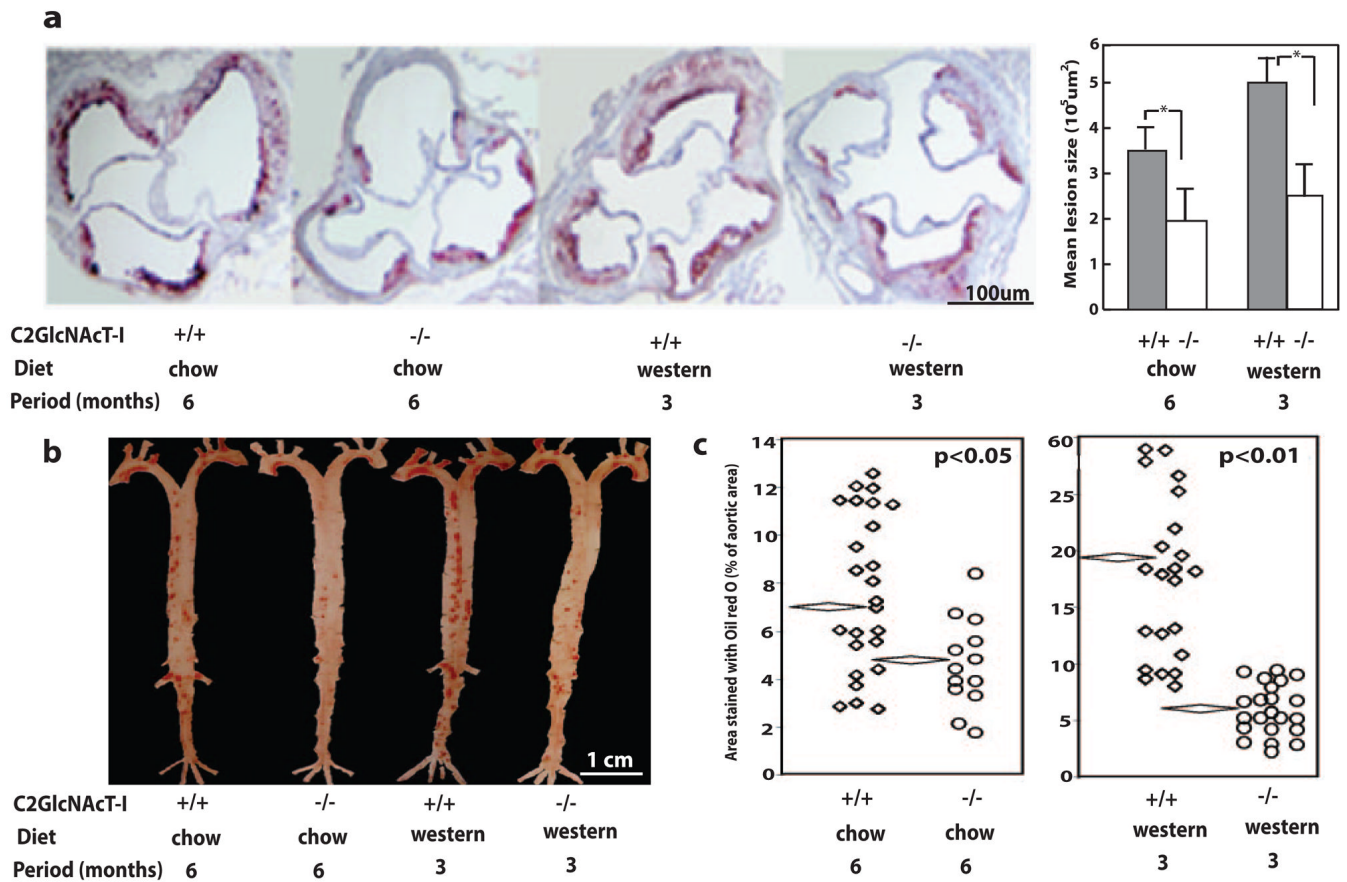 a
100um
C2GlcNAcT-I +/+ -/- +/+ -/-
Diet chow chow western western
Period (months) 6 6 3 3
Mean lesion size (10⁵um²)
6
5
4
3
2
1
0
*
*
+/+ -/- +/+ -/-
chow western
6 3
b
1 cm
C2GlcNAcT-I +/+ -/- +/+ -/-
Diet chow chow western western
Period (months) 6 6 3 3
c
Area stained with Oil red O (% of aortic area)
14
12
10
8
6
4
2
0
p<0.05
+/+ -/-
chow chow
6 6
60
25
20
15
10
5
0
p<0.01
+/+ -/-
western western
3 3